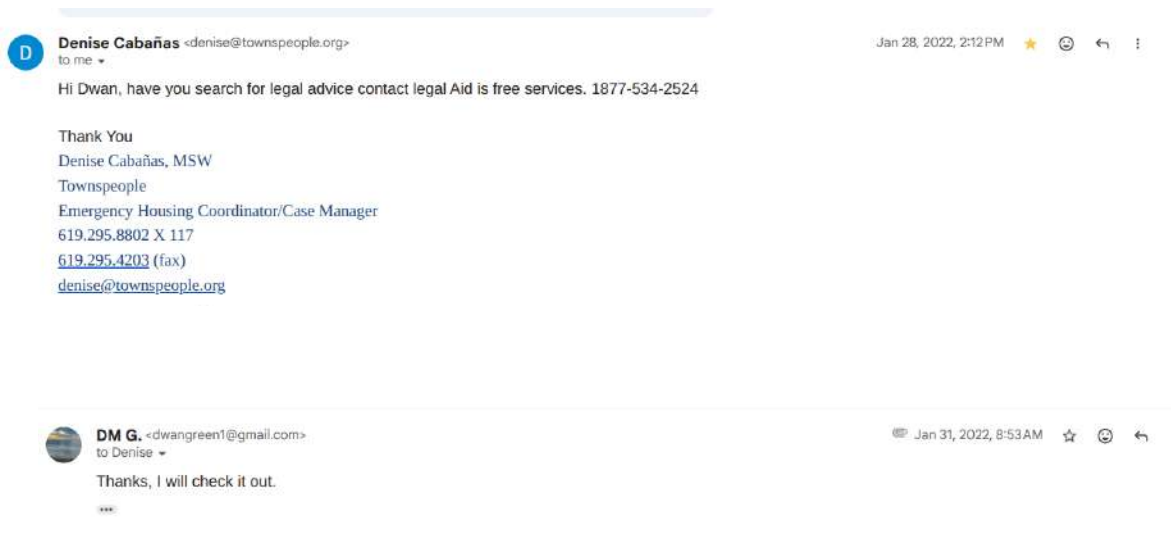 D
Denise Cabañas <denise@townspeople.org>
Jan 28, 2022, 2:12 PM
to me
Hi Dwan, have you search for legal advice contact legal Aid is free services. 1877-534-2524
Thank You
Denise Cabañas, MSW
Townspeople
Emergency Housing Coordinator/Case Manager
619.295.8802 X 117
619.295.4203 (fax)
denise@townspeople.org
DM G. <dwangreen1@gmail.com>
Jan 31, 2022, 8:53 AM
to Denise
Thanks, I will check it out.